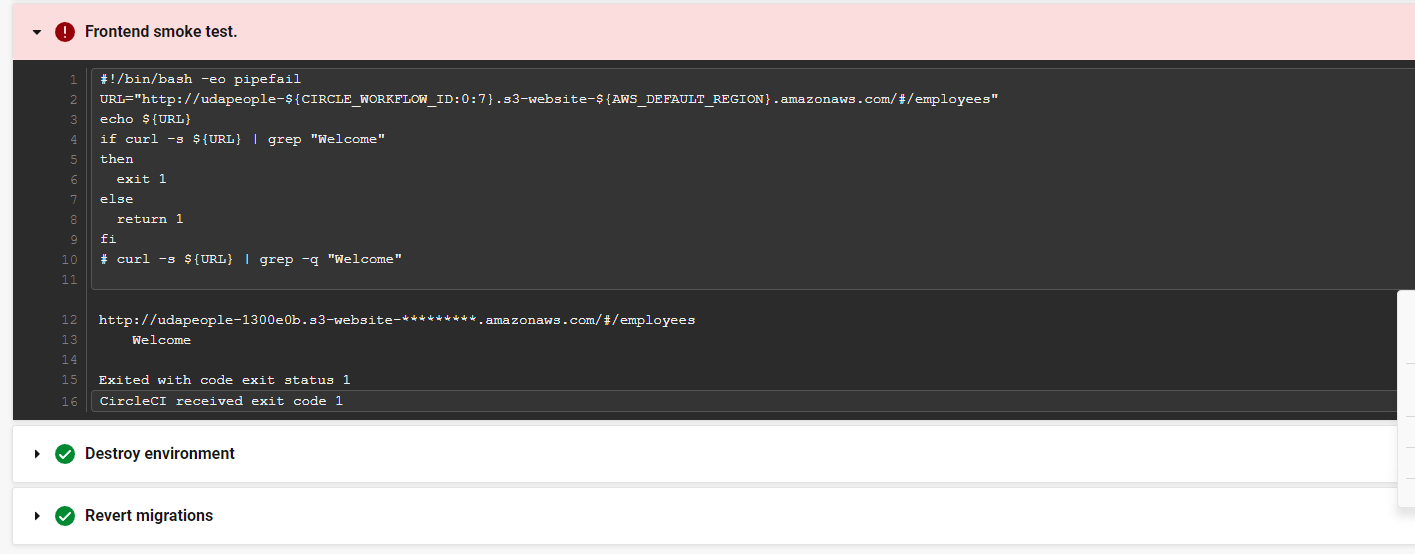 Frontend smoke test.
1 #!/bin/bash -eo pipefail
2 URL="http://udapeople-${CIRCLE_WORKFLOW_ID:0:7}.s3-website-${AWS_DEFAULT_REGION}.amazonaws.com/#/employees"
3 echo ${URL}
4 if curl -s ${URL} | grep "Welcome"
5 then
6   exit 1
7 else
8   return 1
9 fi
10 # curl -s ${URL} | grep -q "Welcome"
11
12 http://udapeople-1300e0b.s3-website-*********.amazonaws.com/#/employees
13     Welcome
14
15 Exited with code exit status 1
16 CircleCI received exit code 1
Destroy environment
Revert migrations